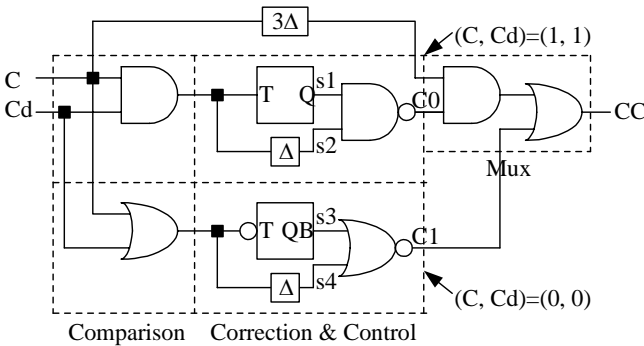 3Δ
(C, Cd)=(1, 1)
C
Cd
T Q
s1
C0
CC
Δ
s2
Mux
T QB
s3
C1
Δ
s4
(C, Cd)=(0, 0)
Comparison
Correction & Control